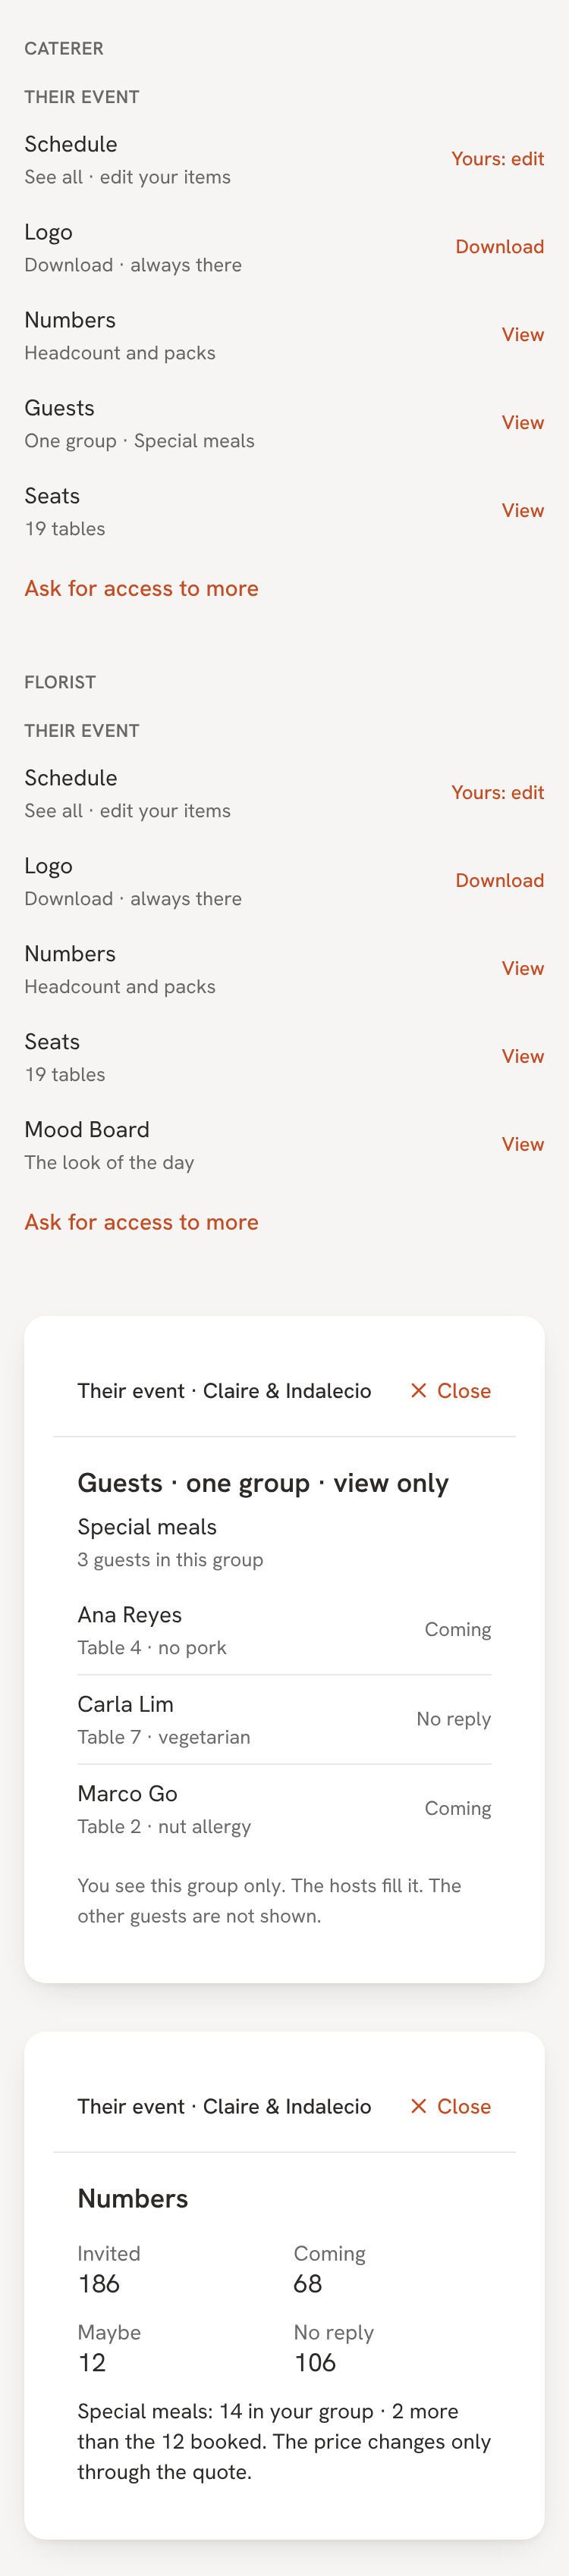 CATERER
THEIR EVENT
Schedule
See all · edit your items
Yours: edit
Logo
Download · always there
Download
Numbers
Headcount and packs
View
Guests
One group · Special meals
View
Seats
19 tables
View
Ask for access to more
FLORIST
THEIR EVENT
Schedule
See all · edit your items
Yours: edit
Logo
Download · always there
Download
Numbers
Headcount and packs
View
Seats
19 tables
View
Mood Board
The look of the day
View
Ask for access to more
Their event · Claire & Indalecio
× Close
Guests · one group · view only
Special meals
3 guests in this group
Ana Reyes
Table 4 · no pork
Coming
Carla Lim
Table 7 · vegetarian
No reply
Marco Go
Table 2 · nut allergy
Coming
You see this group only. The hosts fill it. The
other guests are not shown.
Their event · Claire & Indalecio
× Close
Numbers
Invited
186
Coming
68
Maybe
12
No reply
106
Special meals: 14 in your group · 2 more
than the 12 booked. The price changes only
through the quote.